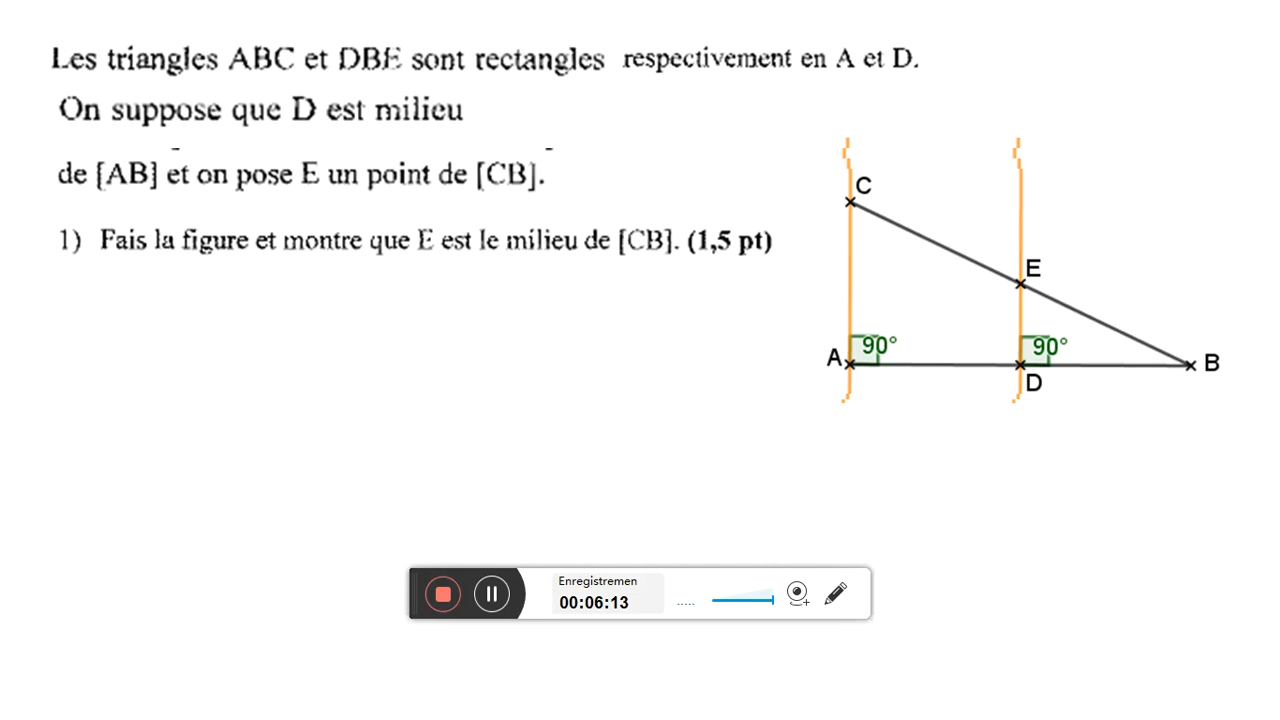 Les triangles ABC et DBE sont rectangles respectivement en A et D.
On suppose que D est milieu
de [AB] et on pose E un point de [CB].
1) Fais la figure et montre que E est le milieu de [CB]. (1,5 pt)
C
E
A
90°
90°
B
D
Enregistremen
00:06:13
.....